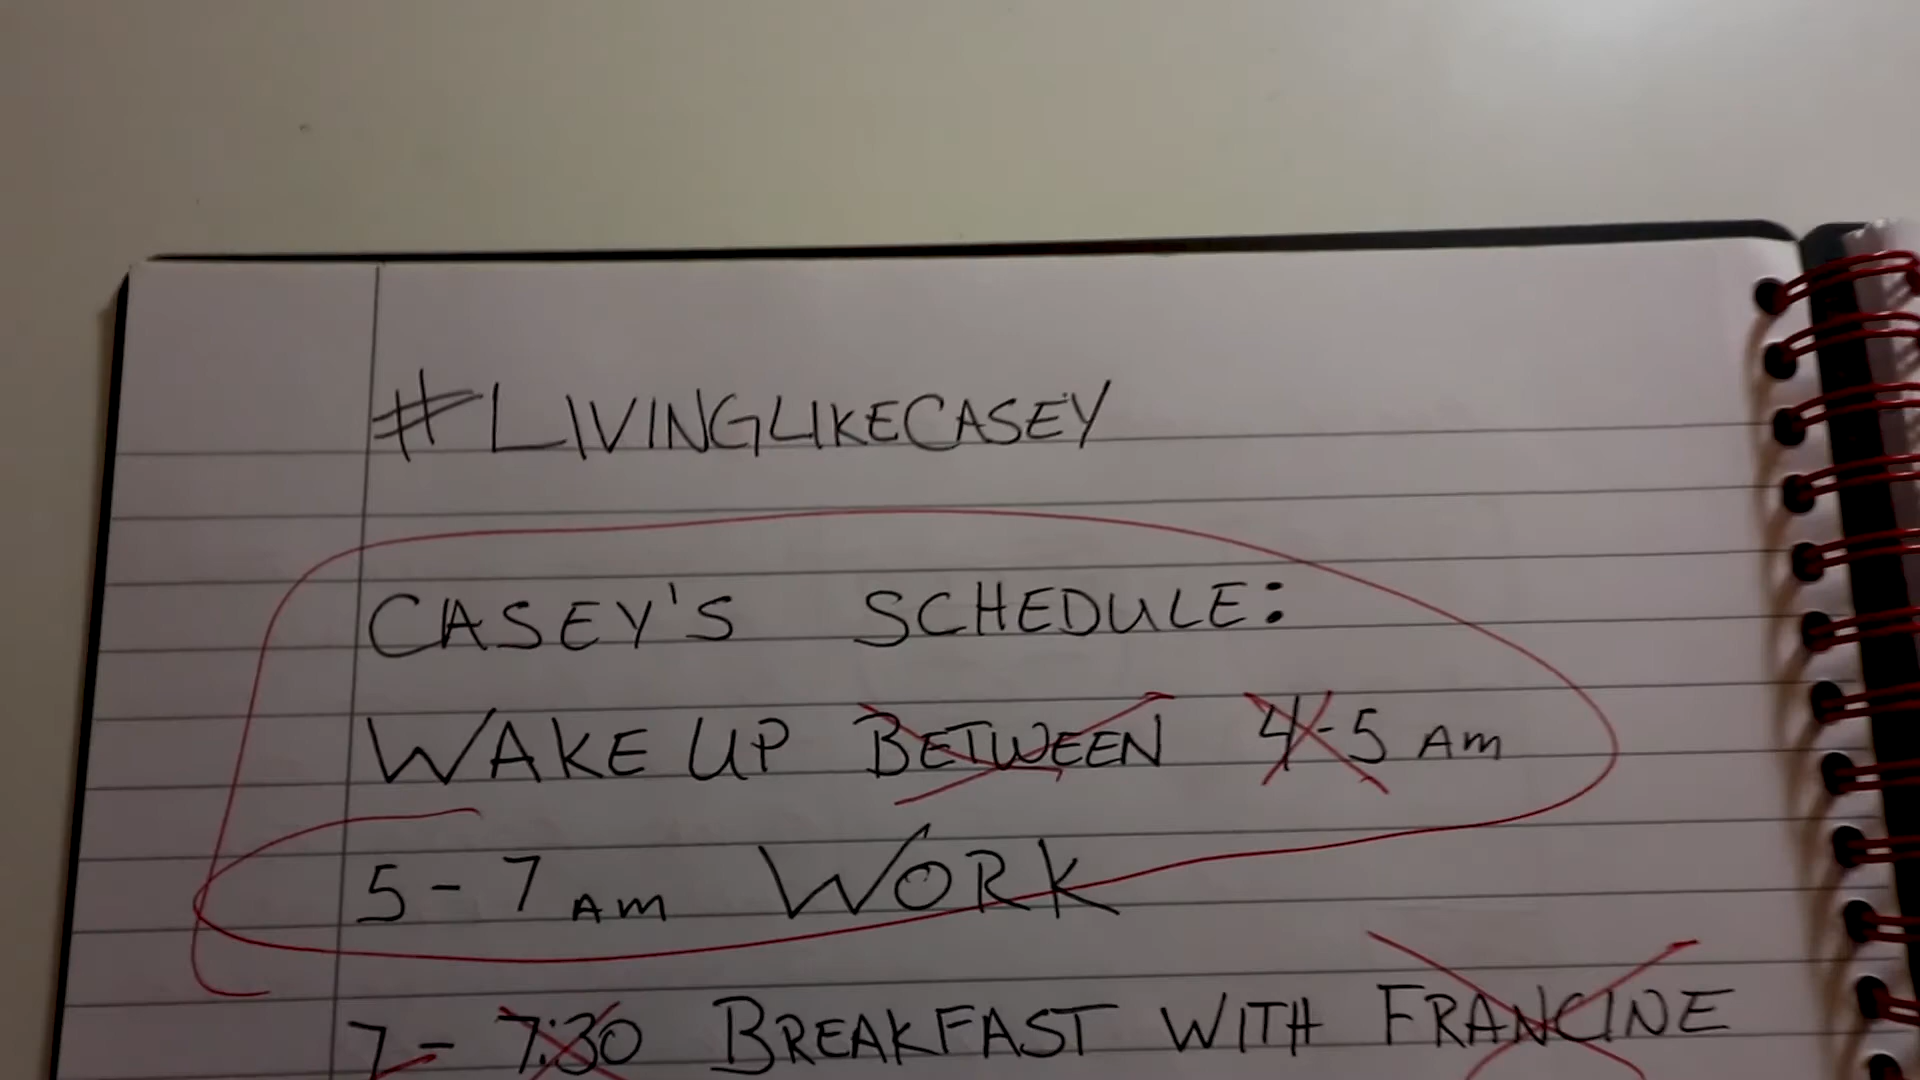 #LIVINGLIKECASEY
CASEY'S SCHEDULE:
WAKE UP BETWEEN 4-5 AM
5-7 AM WORK
7- 7:30 BREAKFAST WITH FRANCINE